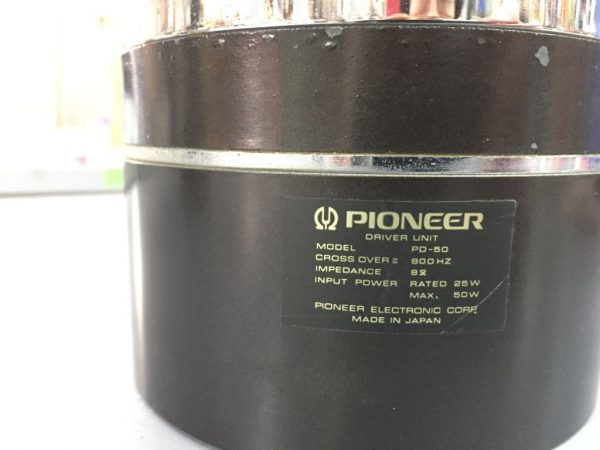 PIONEER
DRIVER UNIT
MODEL PD-50
CROSS OVER ≧ 800HZ
IMPEDANCE 8Ω
INPUT POWER RATED 25W
MAX. 50W
PIONEER ELECTRONIC CORP.
MADE IN JAPAN